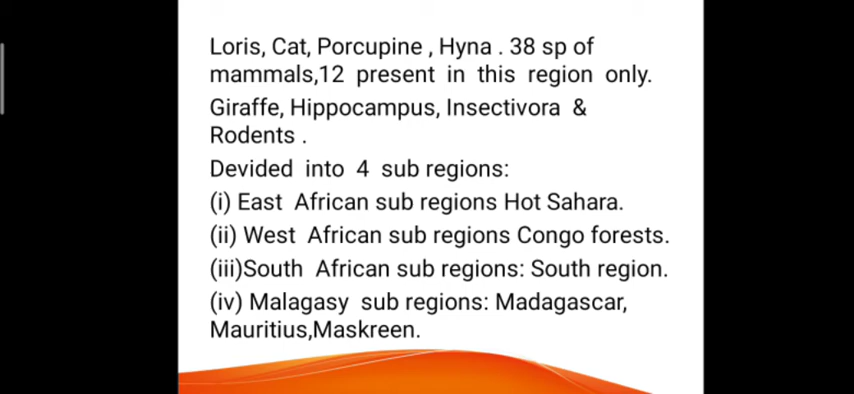 Loris, Cat, Porcupine , Hyna . 38 sp of
mammals,12 present in this region only.
Giraffe, Hippocampus, Insectivora &
Rodents .
Devided into 4 sub regions:
(i) East African sub regions Hot Sahara.
(ii) West African sub regions Congo forests.
(iii)South African sub regions: South region.
(iv) Malagasy sub regions: Madagascar,
Mauritius,Maskreen.